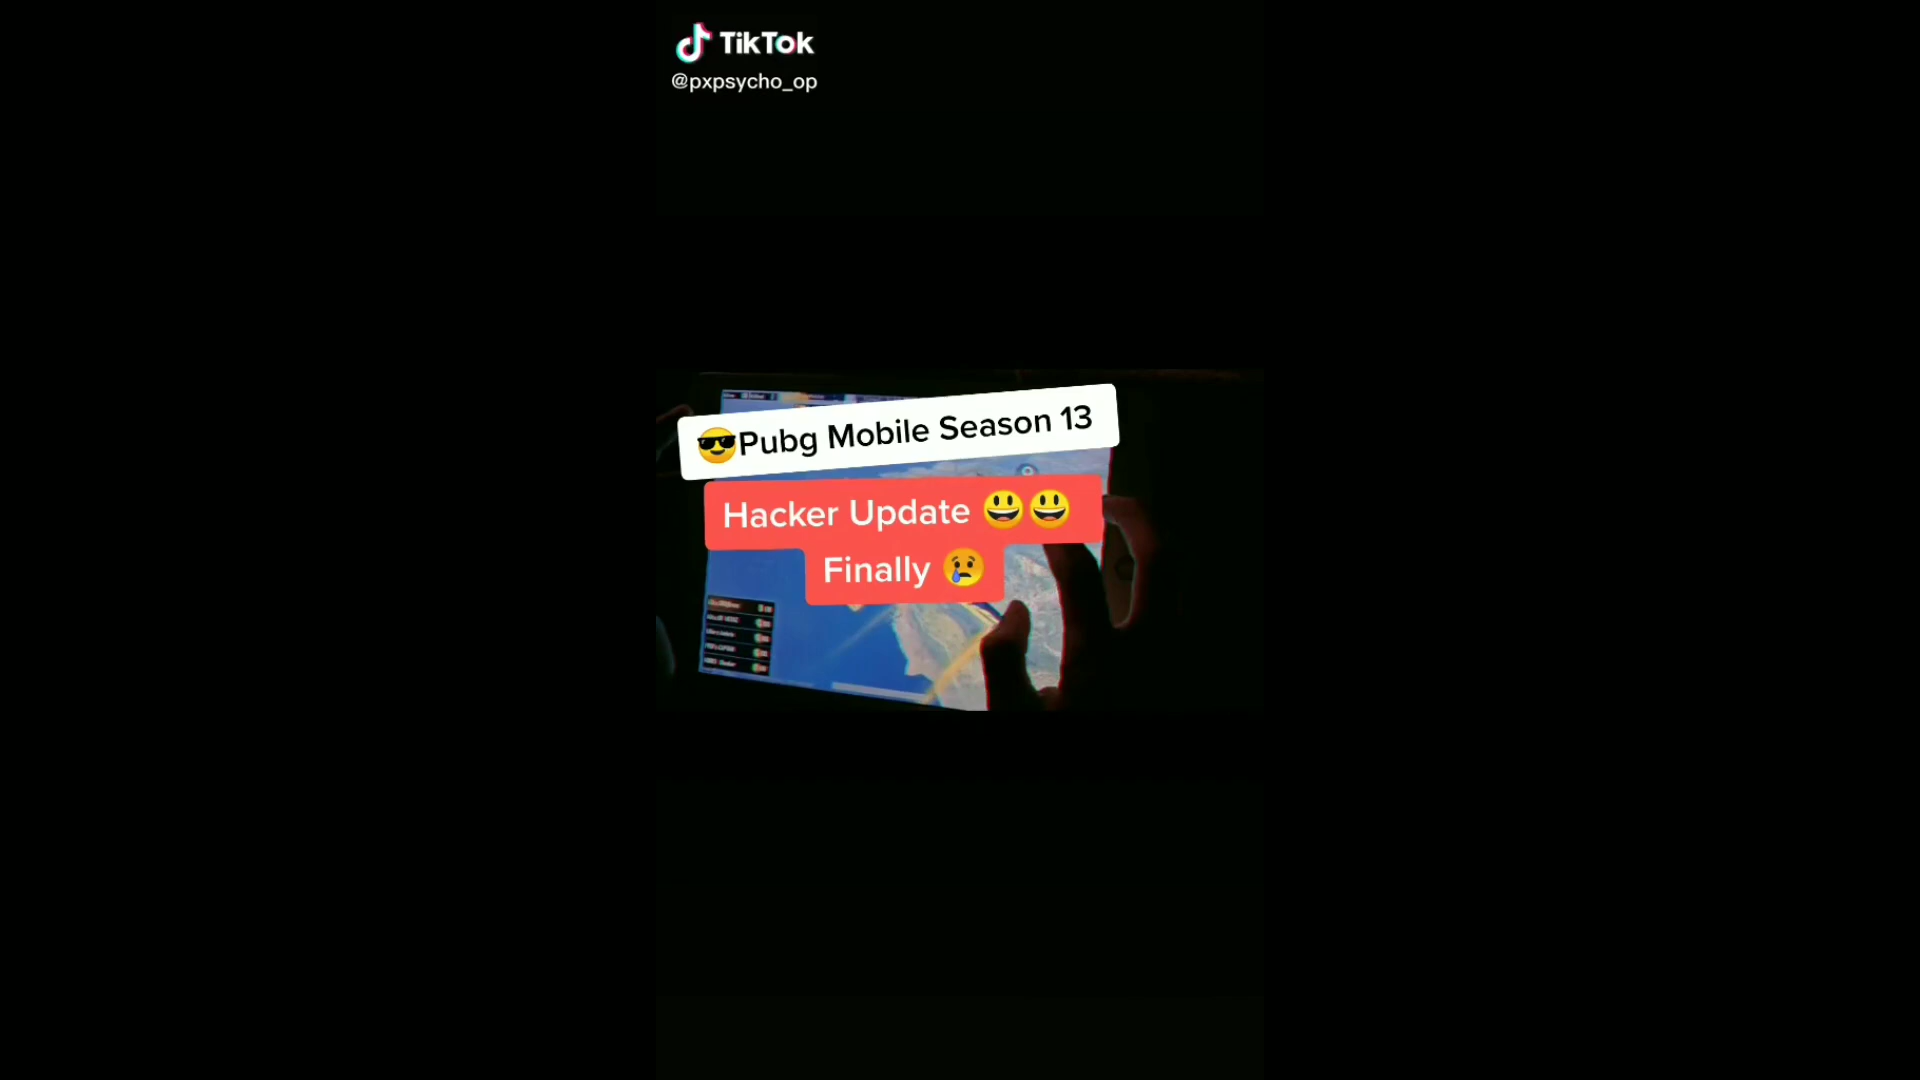 TikTok
@pxpsycho_op
😎Pubg Mobile Season 13
Hacker Update 😃😃
Finally 😢